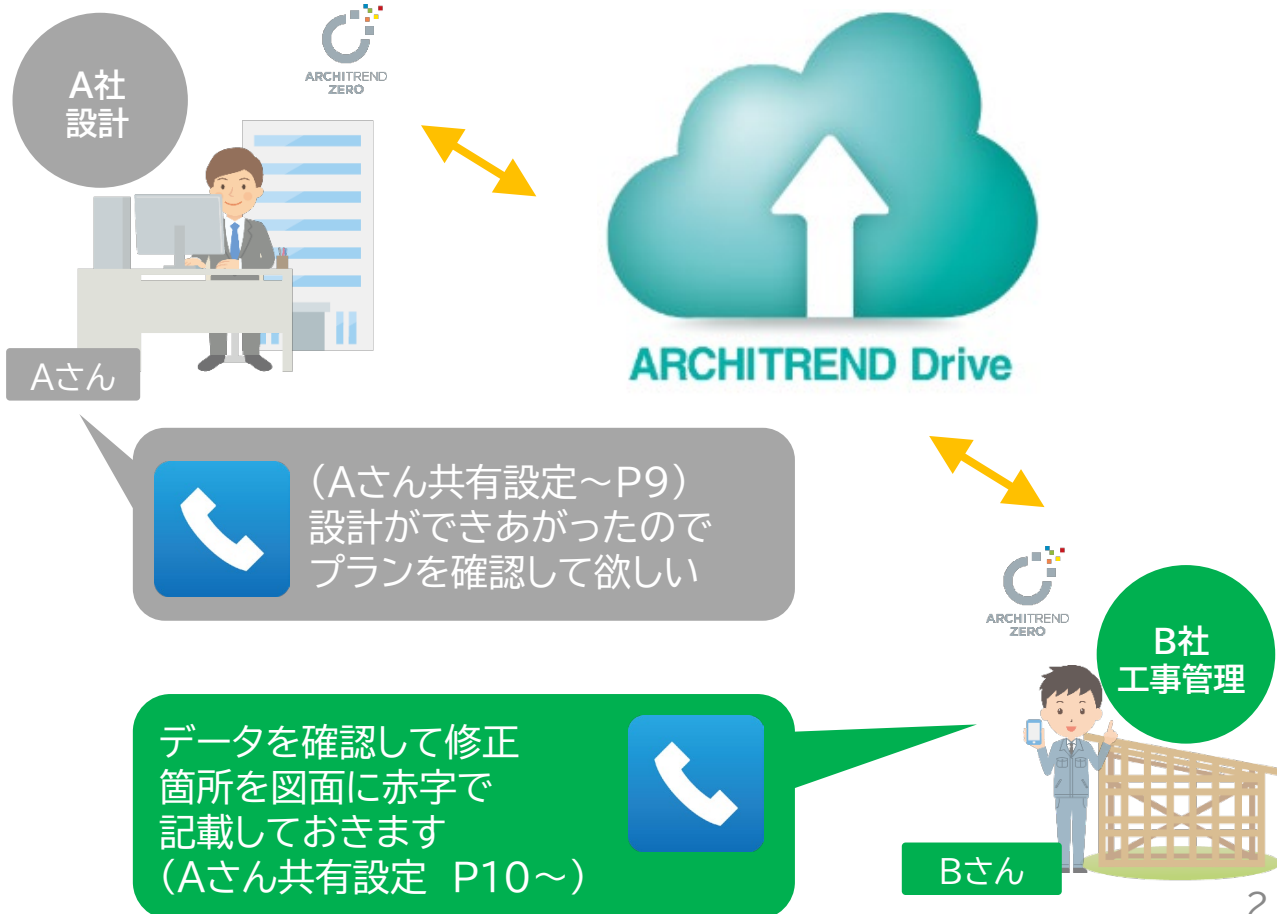 A社
設計
ARCHITREND
ZERO
Aさん
ARCHITREND Drive
(Aさん共有設定～P9)
設計ができあがったので
プランを確認して欲しい
ARCHITREND
ZERO
B社
工事管理
データを確認して修正
箇所を図面に赤字で
記載しておきます
(Aさん共有設定 P10～)
Bさん
2